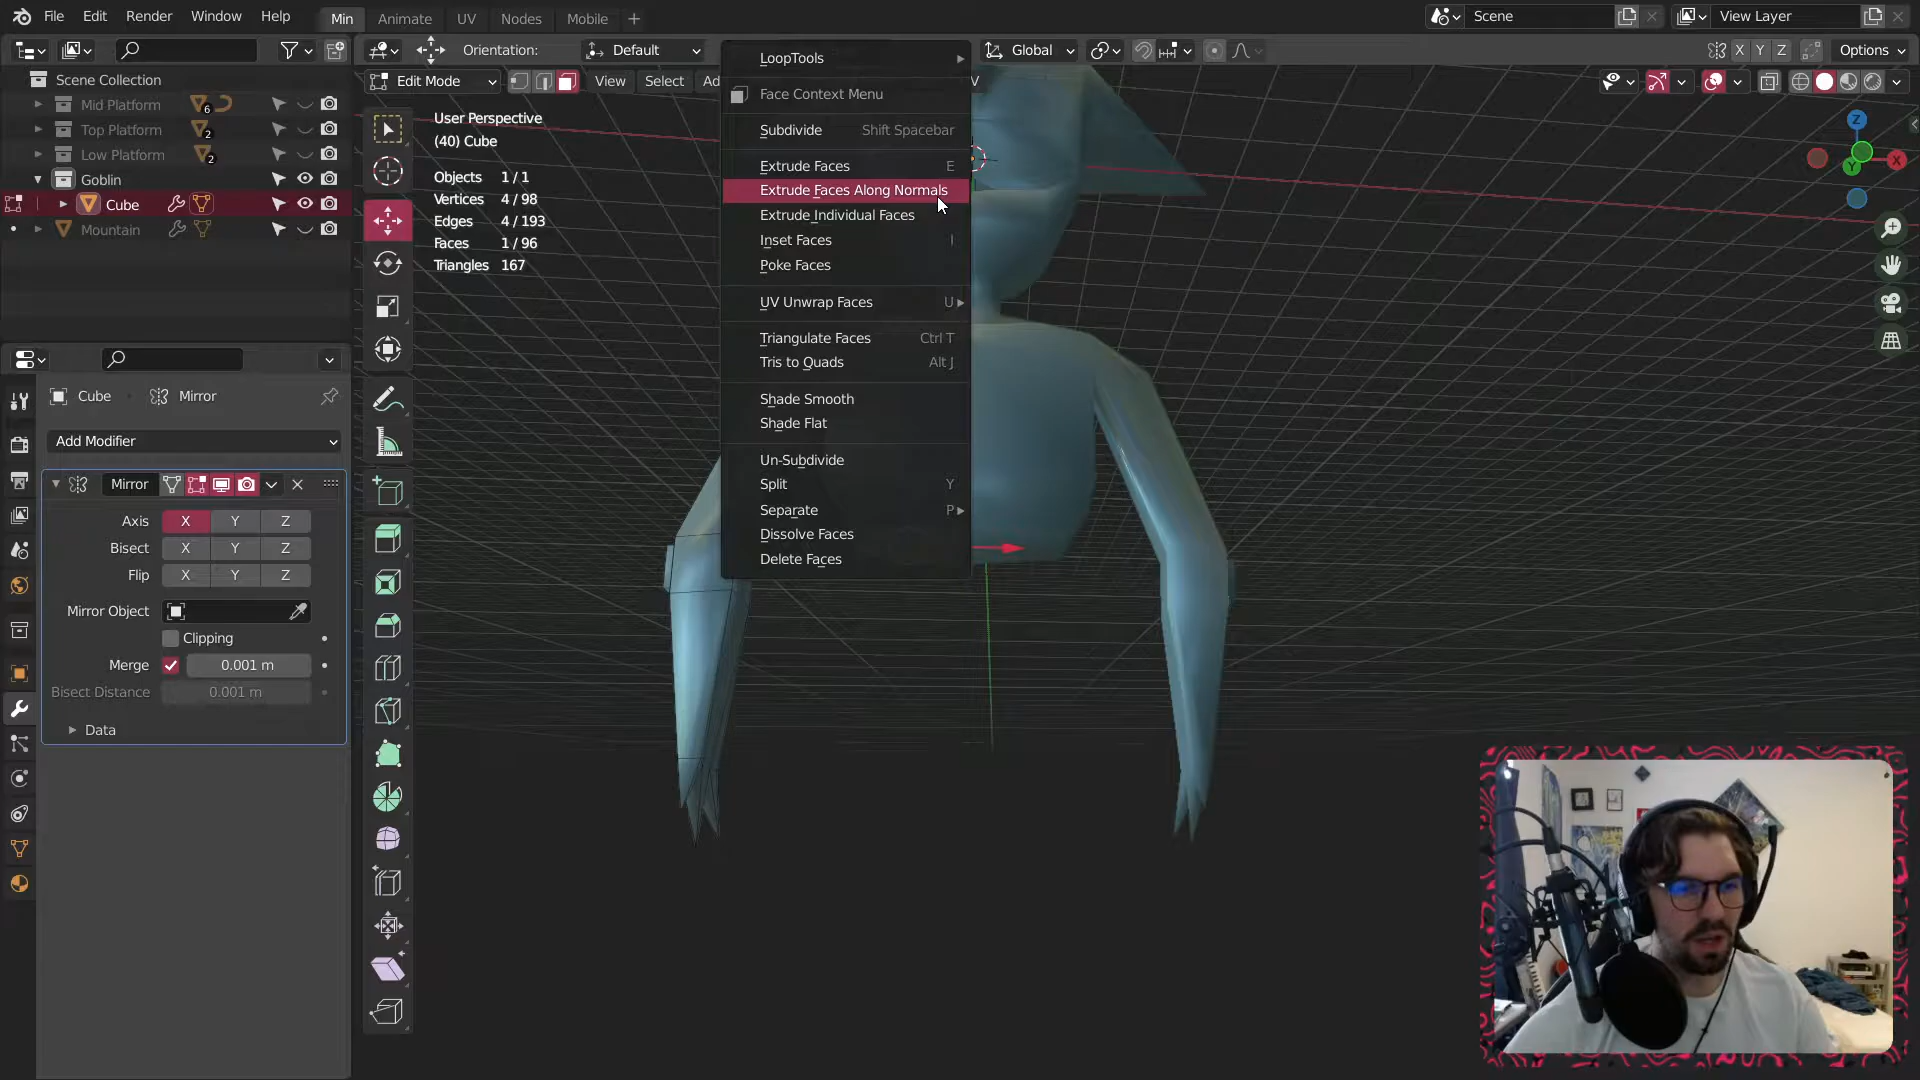 File Edit Render Window Help Min Animate UV Nodes Mobile Scene View Layer
Orientation: Default Global X Y Z Options
Edit Mode View Select Ad
Scene Collection
Mid Platform 6
Top Platform 2
Low Platform 2
Goblin
Cube
Mountain
User Perspective
(40) Cube
Objects 1 / 1
Vertices 4 / 98
Edges 4 / 193
Faces 1 / 96
Triangles 167
LoopTools
Face Context Menu
Subdivide Shift Spacebar
Extrude Faces E
Extrude Faces Along Normals
Extrude Individual Faces
Inset Faces I
Poke Faces
UV Unwrap Faces U
Triangulate Faces Ctrl T
Tris to Quads Alt J
Shade Smooth
Shade Flat
Un-Subdivide
Split Y
Separate P
Dissolve Faces
Delete Faces
Z
Y
X
Cube Mirror
Add Modifier
Mirror
Axis X Y Z
Bisect X Y Z
Flip X Y Z
Mirror Object
Clipping
Merge 0.001 m
Bisect Distance 0.001 m
Data